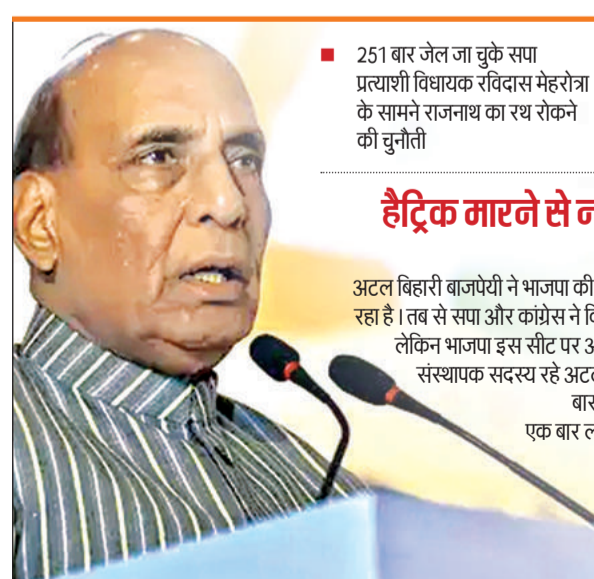 251 बार जेल जा चुके सपा
प्रत्याशी विधायक रविदास मेहरोत्रा
के सामने राजनाथ का रथ रोकने
की चुनौती
हैट्रिक मारने से
अटल बिहारी बाजपेयी ने भाजपा की
रहा है। तब से सपा और कांग्रेस ने
लेकिन भाजपा इस सीट पर
संस्थापक सदस्य रहे
एक बार